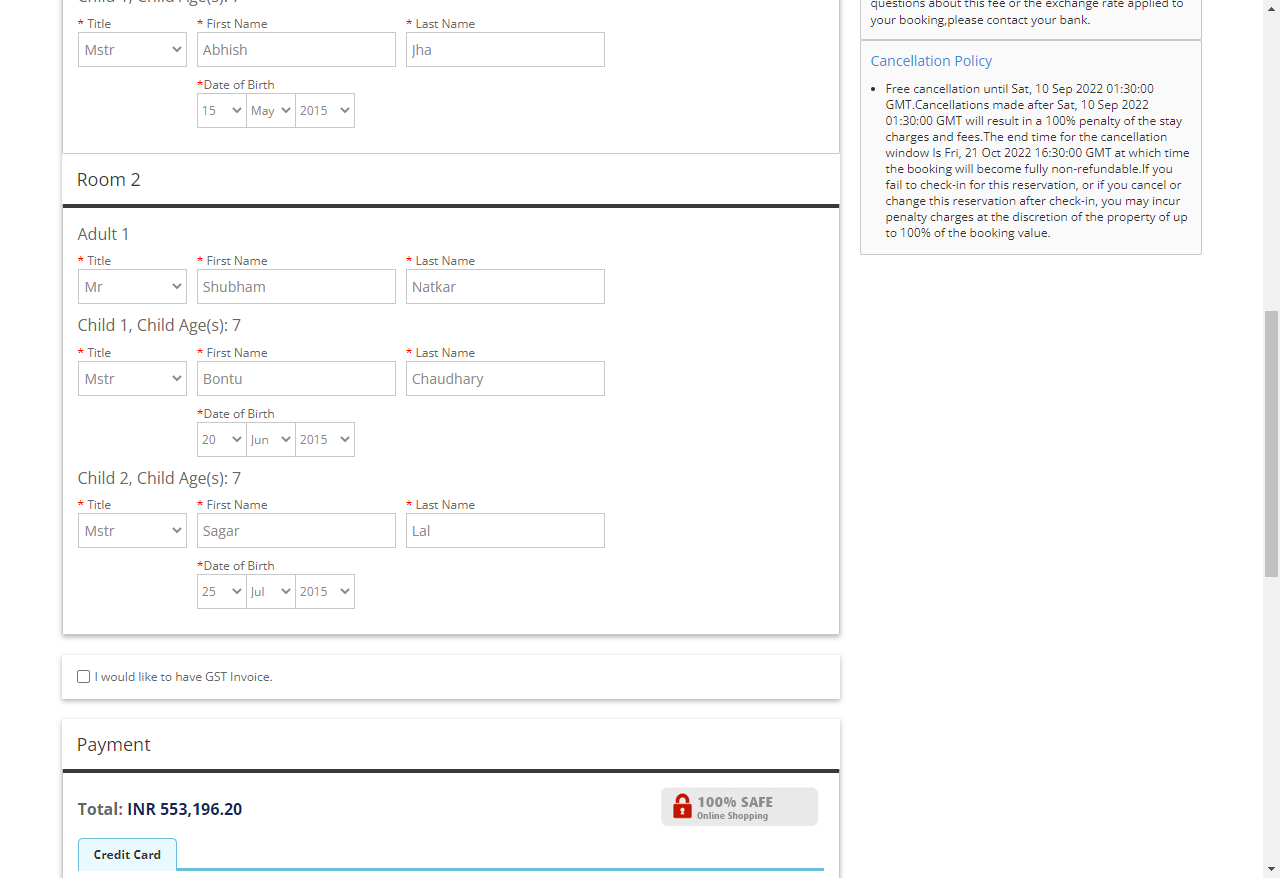 Child 1, Child Age(s): 7
* Title
* First Name
* Last Name
Mstr
Abhish
Jha
*Date of Birth
15
May
2015
Room 2
Adult 1
* Title
* First Name
* Last Name
Mr
Shubham
Natkar
Child 1, Child Age(s): 7
* Title
* First Name
* Last Name
Mstr
Bontu
Chaudhary
*Date of Birth
20
Jun
2015
Child 2, Child Age(s): 7
* Title
* First Name
* Last Name
Mstr
Sagar
Lal
*Date of Birth
25
Jul
2015
I would like to have GST Invoice.
Payment
Total: INR 553,196.20
100% SAFE
Online Shopping
Credit Card
questions about this fee or the exchange rate applied to
your booking,please contact your bank.
Cancellation Policy
• Free cancellation until Sat, 10 Sep 2022 01:30:00
GMT.Cancellations made after Sat, 10 Sep 2022
01:30:00 GMT will result in a 100% penalty of the stay
charges and fees.The end time for the cancellation
window Is Fri, 21 Oct 2022 16:30:00 GMT at which time
the booking will become fully non-refundable.If you
fail to check-in for this reservation, or if you cancel or
change this reservation after check-in, you may incur
penalty charges at the discretion of the property of up
to 100% of the booking value.